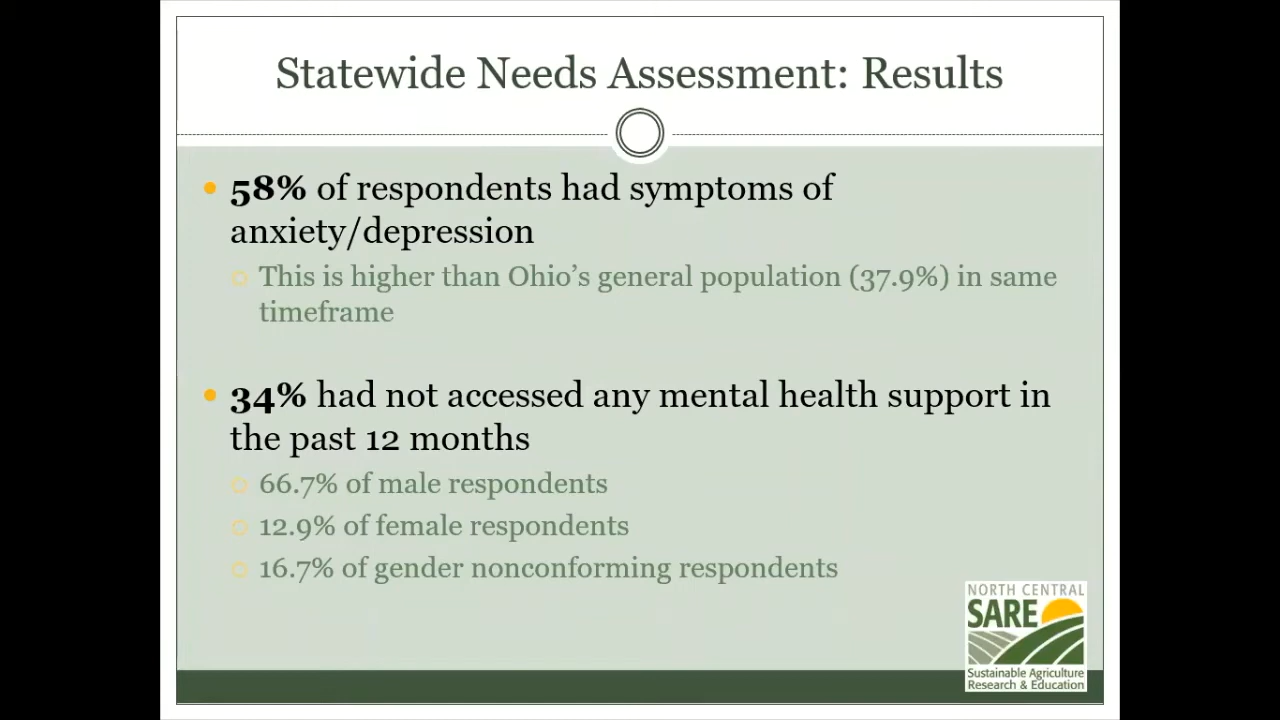 Statewide Needs Assessment: Results
58% of respondents had symptoms of
anxiety/depression
This is higher than Ohio’s general population (37.9%) in same
timeframe
34% had not accessed any mental health support in
the past 12 months
66.7% of male respondents
12.9% of female respondents
16.7% of gender nonconforming respondents
NORTH CENTRAL
SARE
Sustainable Agriculture
Research & Education